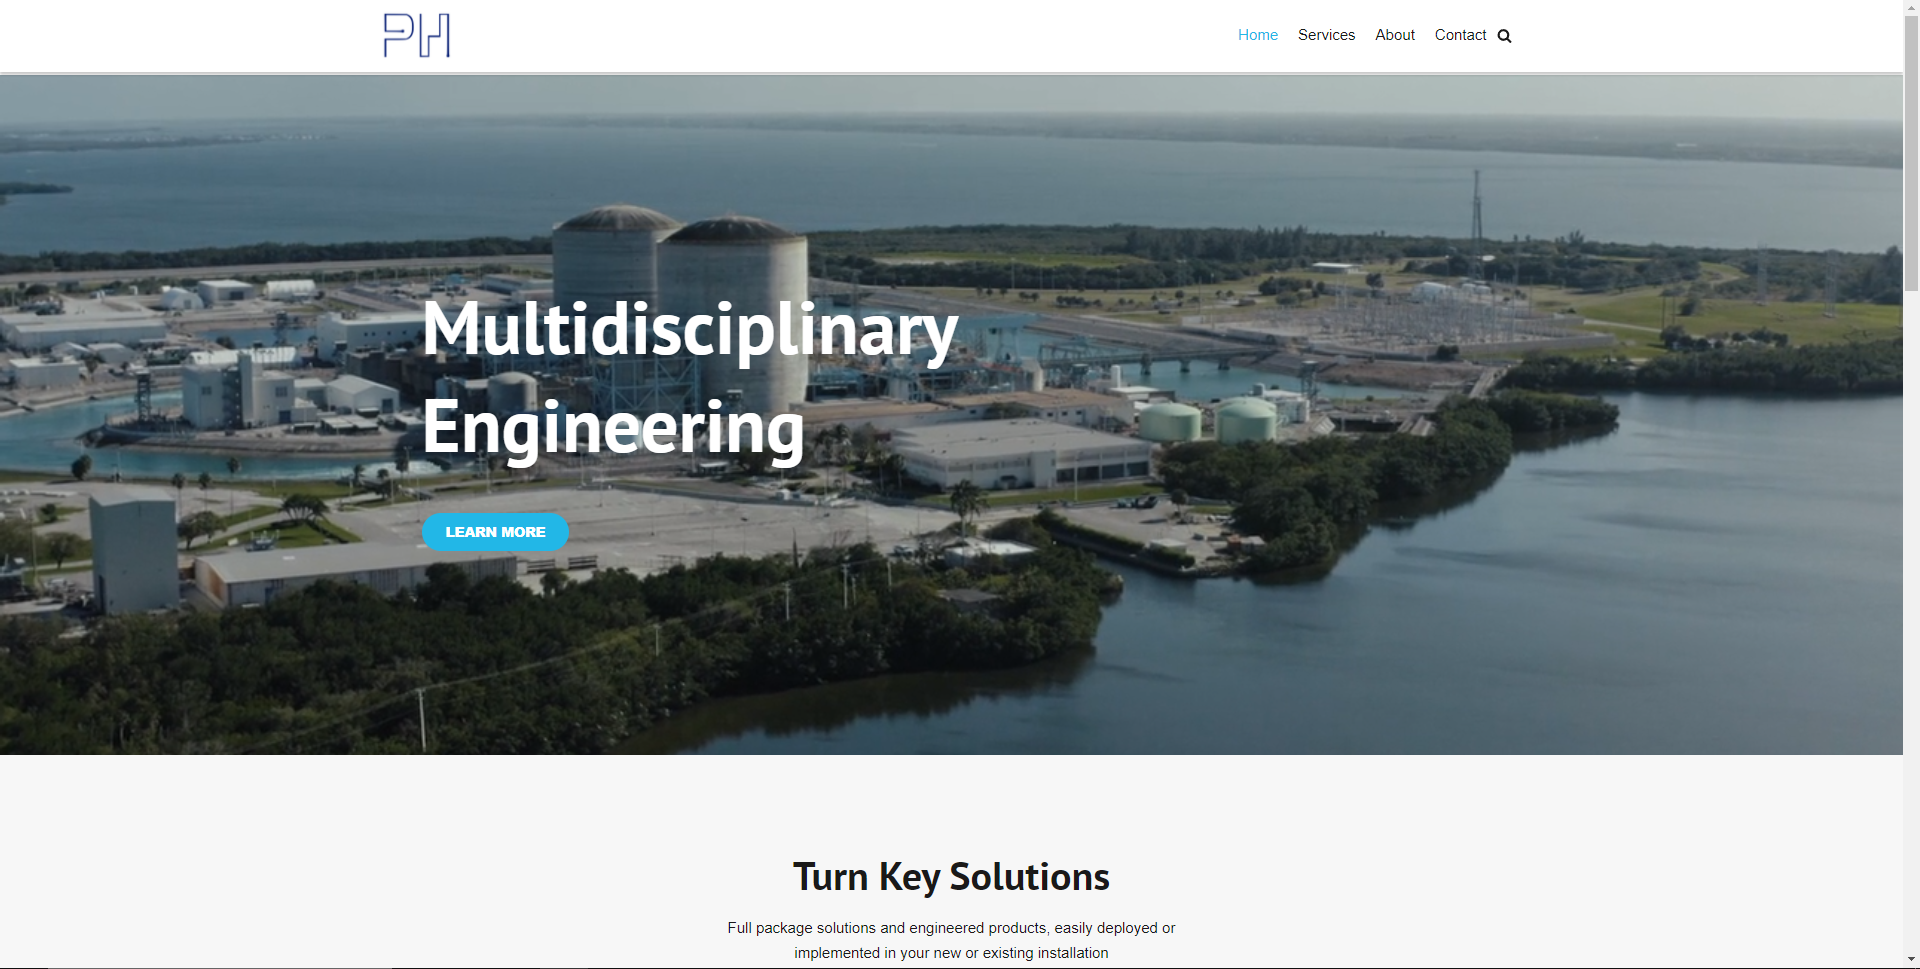 PH
Home Services About Contact
Multidisciplinary
Engineering
LEARN MORE
Turn Key Solutions
Full package solutions and engineered products, easily deployed or
implemented in your new or existing installation